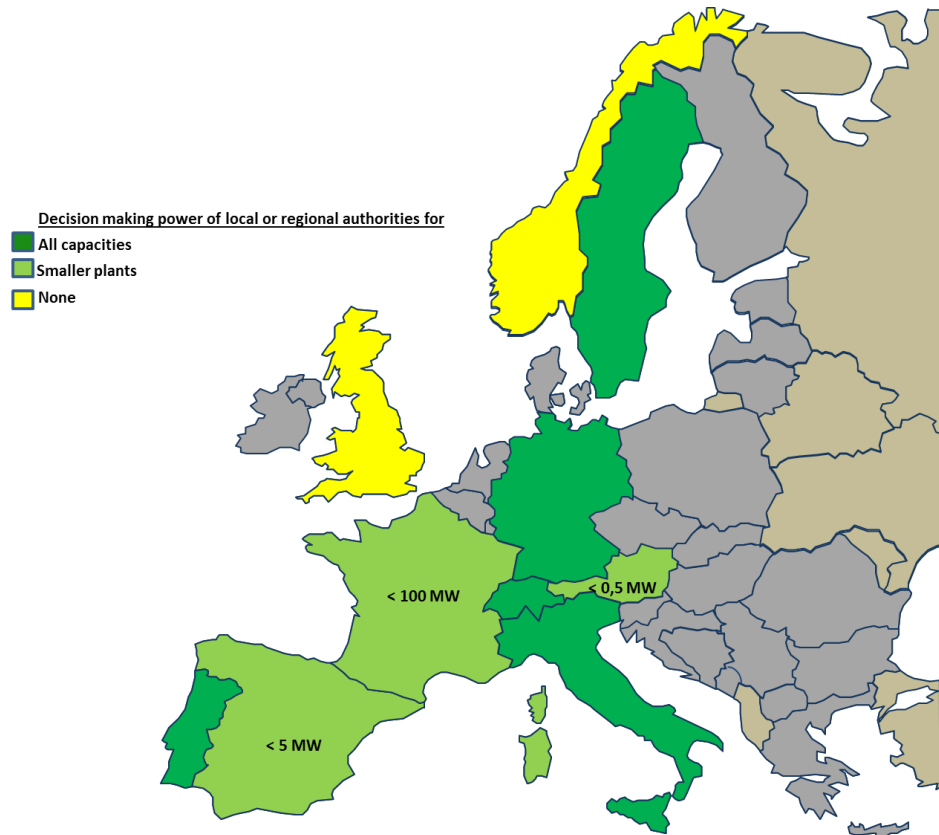 Decision making power of local or regional authorities for
All capacities
Smaller plants
None
< 100 MW
< 0,5 MW
< 5 MW